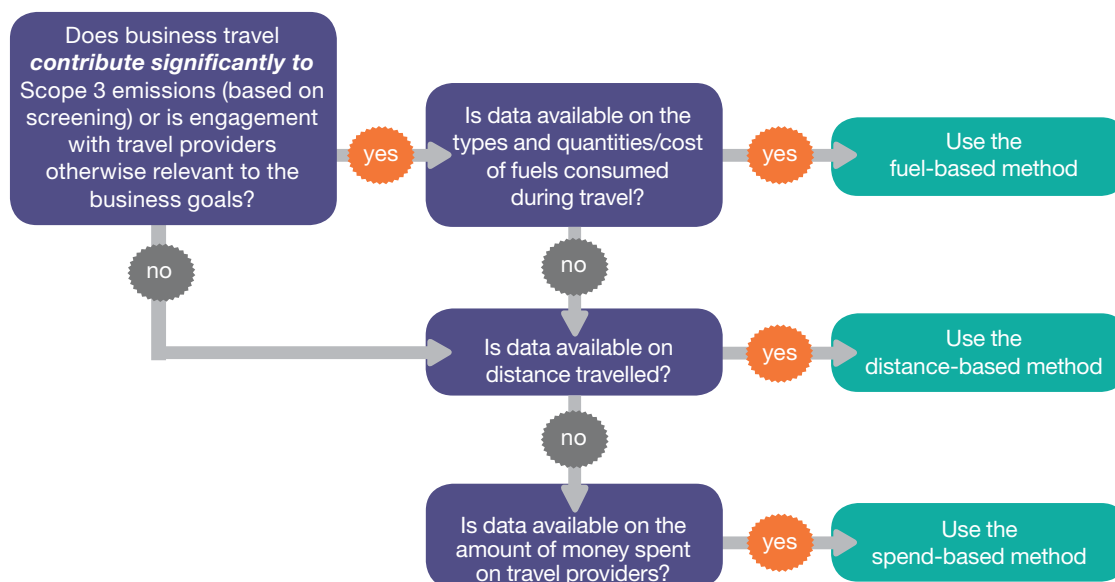 Does business travel
contribute significantly to
Scope 3 emissions (based on
screening) or is engagement
with travel providers
otherwise relevant to the
business goals?
yes
Is data available on the
types and quantities/cost
of fuels consumed
during travel?
yes
Use the
fuel-based method
no
no
Is data available on
distance travelled?
yes
Use the
distance-based method
no
Is data available on the
amount of money spent
on travel providers?
yes
Use the
spend-based method